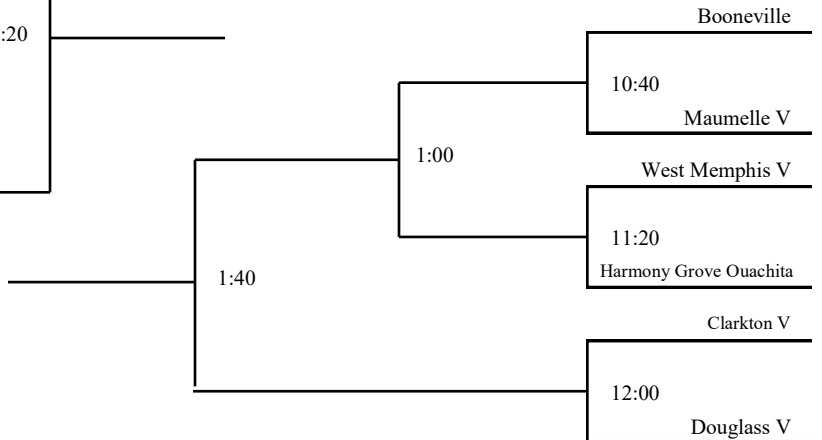 Booneville
:20
10:40
Maumelle V
1:00
West Memphis V
11:20
Harmony Grove Ouachita
1:40
Clarkton V
12:00
Douglass V